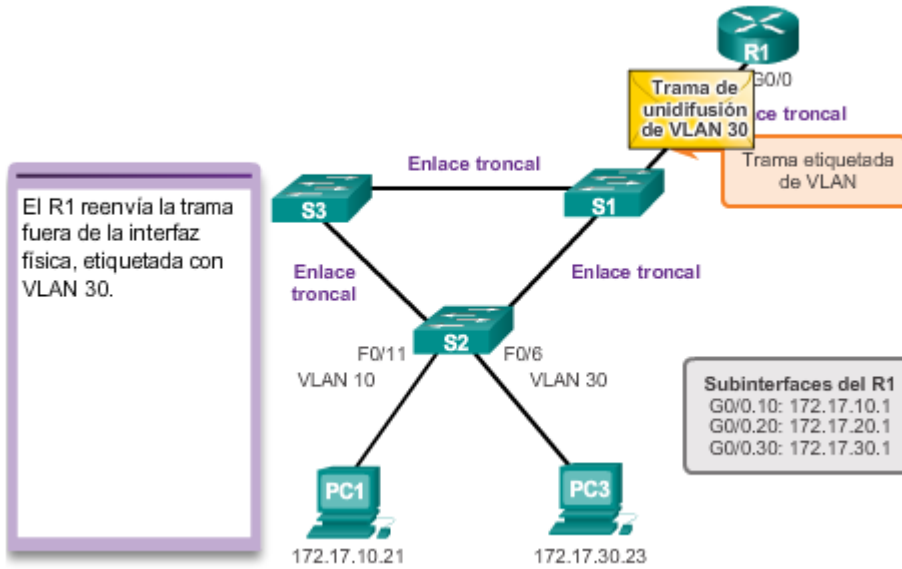 R1
G0/0
Trama de
unidifusión
de VLAN 30
ace troncal
Trama etiquetada
de VLAN
Enlace troncal
S3
S1
El R1 reenvía la trama
fuera de la interfaz
física, etiquetada con
VLAN 30.
Enlace
troncal
Enlace troncal
S2
F0/11
F0/6
VLAN 10
VLAN 30
Subinterfaces del R1
G0/0.10: 172.17.10.1
G0/0.20: 172.17.20.1
G0/0.30: 172.17.30.1
PC1
PC3
172.17.10.21
172.17.30.23